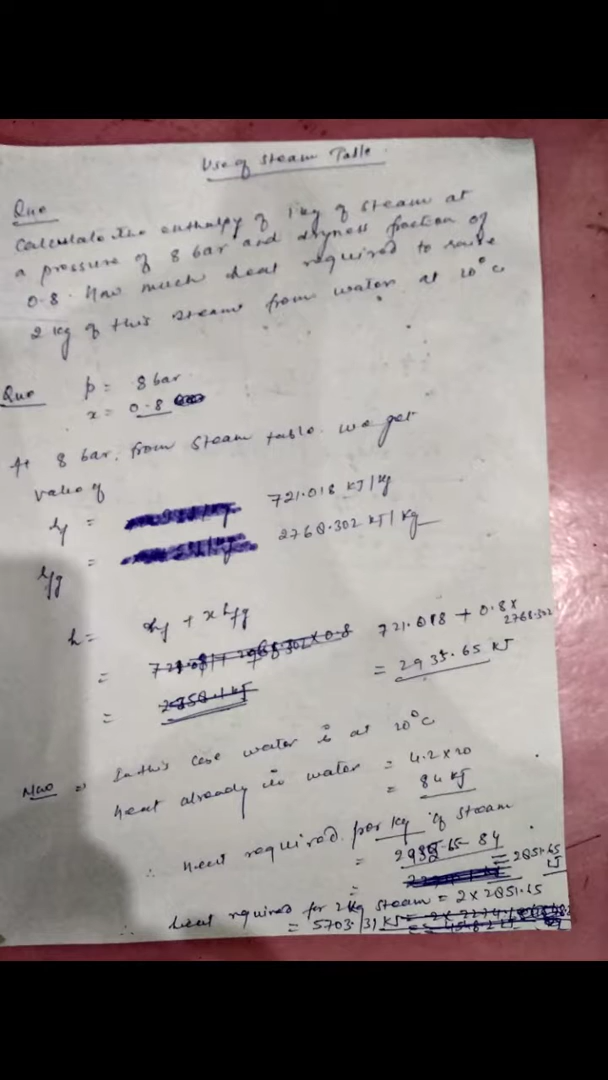 Use of Steam Table
Que
Calculate the enthalpy of 1 kg of steam at
a pressure of 8 bar and dryness fraction of
0.8. How much heat required to raise
2 kg of this steam from water at 20°c
Quo p = 8 bar
x = 0.8
At 8 bar, from steam table. we get
value of
hf = 721.018 KJ/kg
hfg = 2768.302 KJ/kg
h = hf + x hfg
= 721.018 + 0.8 x 2768.302
= 2935.65 KJ
Now ⇒ In this case water is at 20°c
heat already in water = 4.2 x 20
= 84 KJ
∴ Heat required per kg of steam
= 2935.65 - 84
= 2851.65 KJ
∴ heat required for 2 kg steam = 2 x 2851.65
= 5703.31 KJ